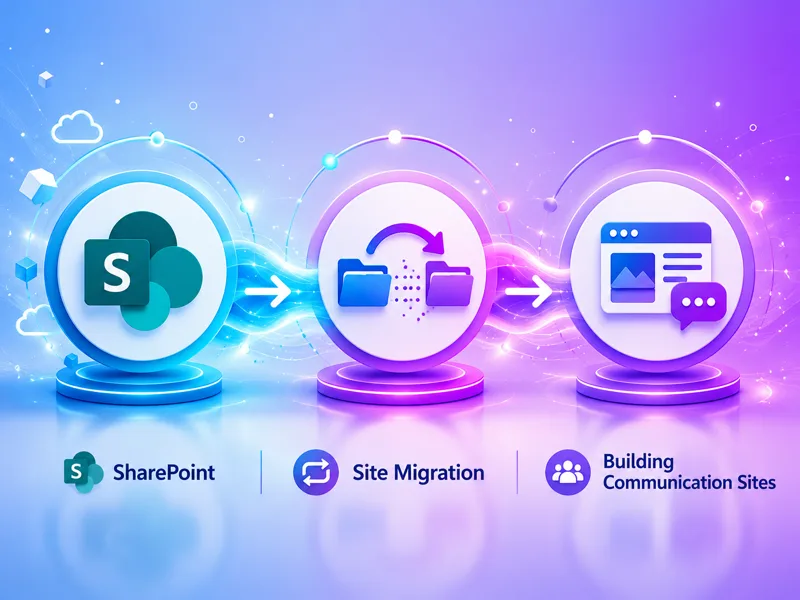 S
S
SharePoint
Site Migration
Building
Communication Sites